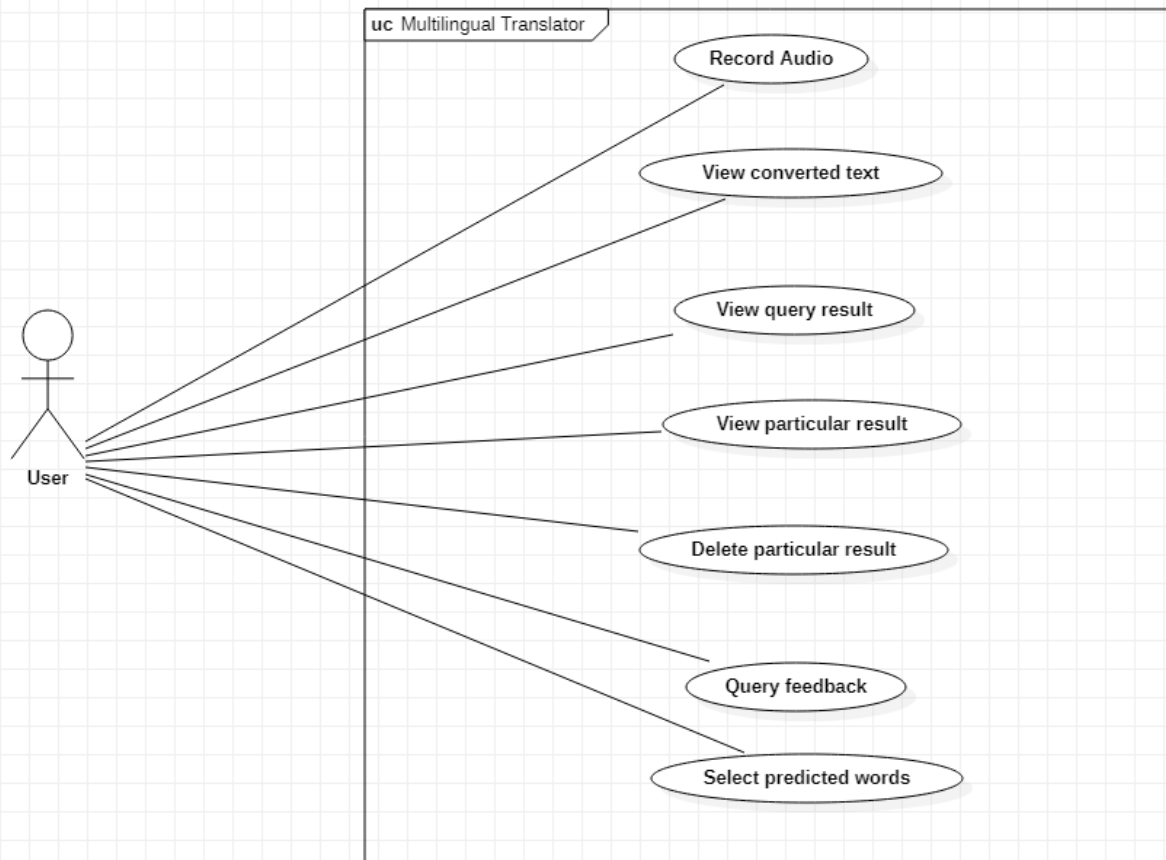 uc Multilingual Translator
Record Audio
View converted text
View query result
View particular result
User
Delete particular result
Query feedback
Select predicted words